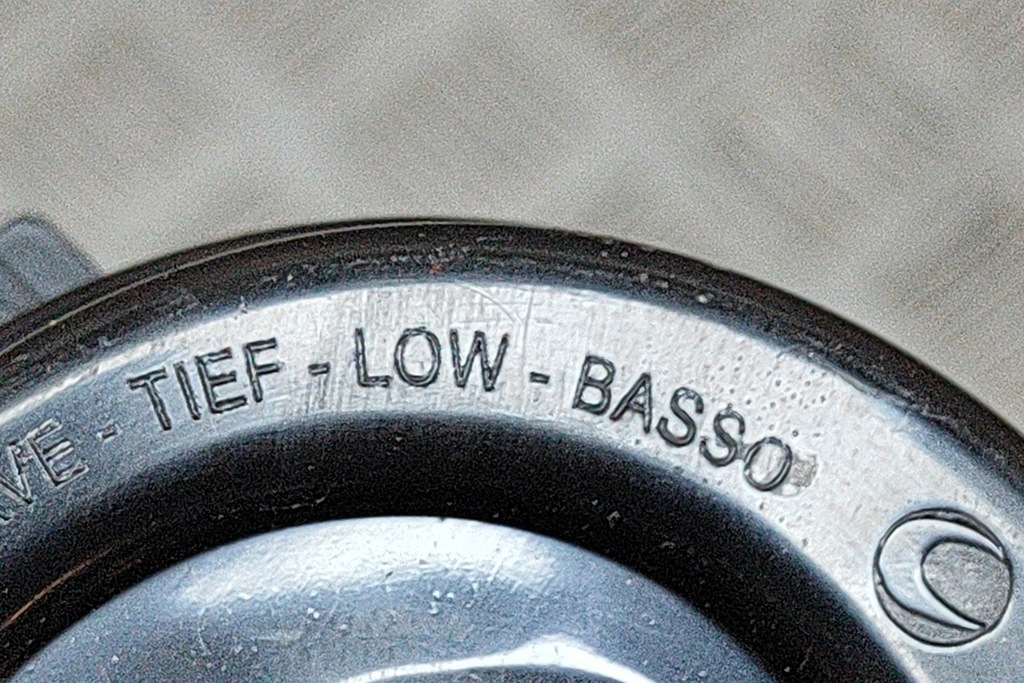 TIEF - LOW - BASSO